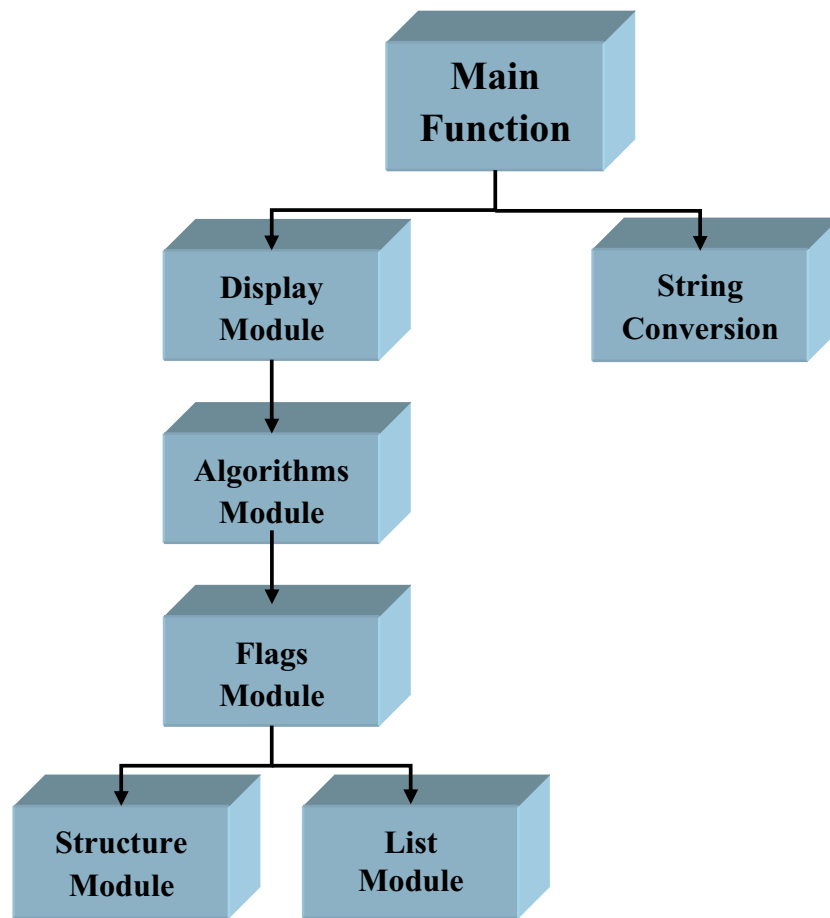 Main
Function
Display
Module
String
Conversion
Algorithms
Module
Flags
Module
Structure
Module
List
Module